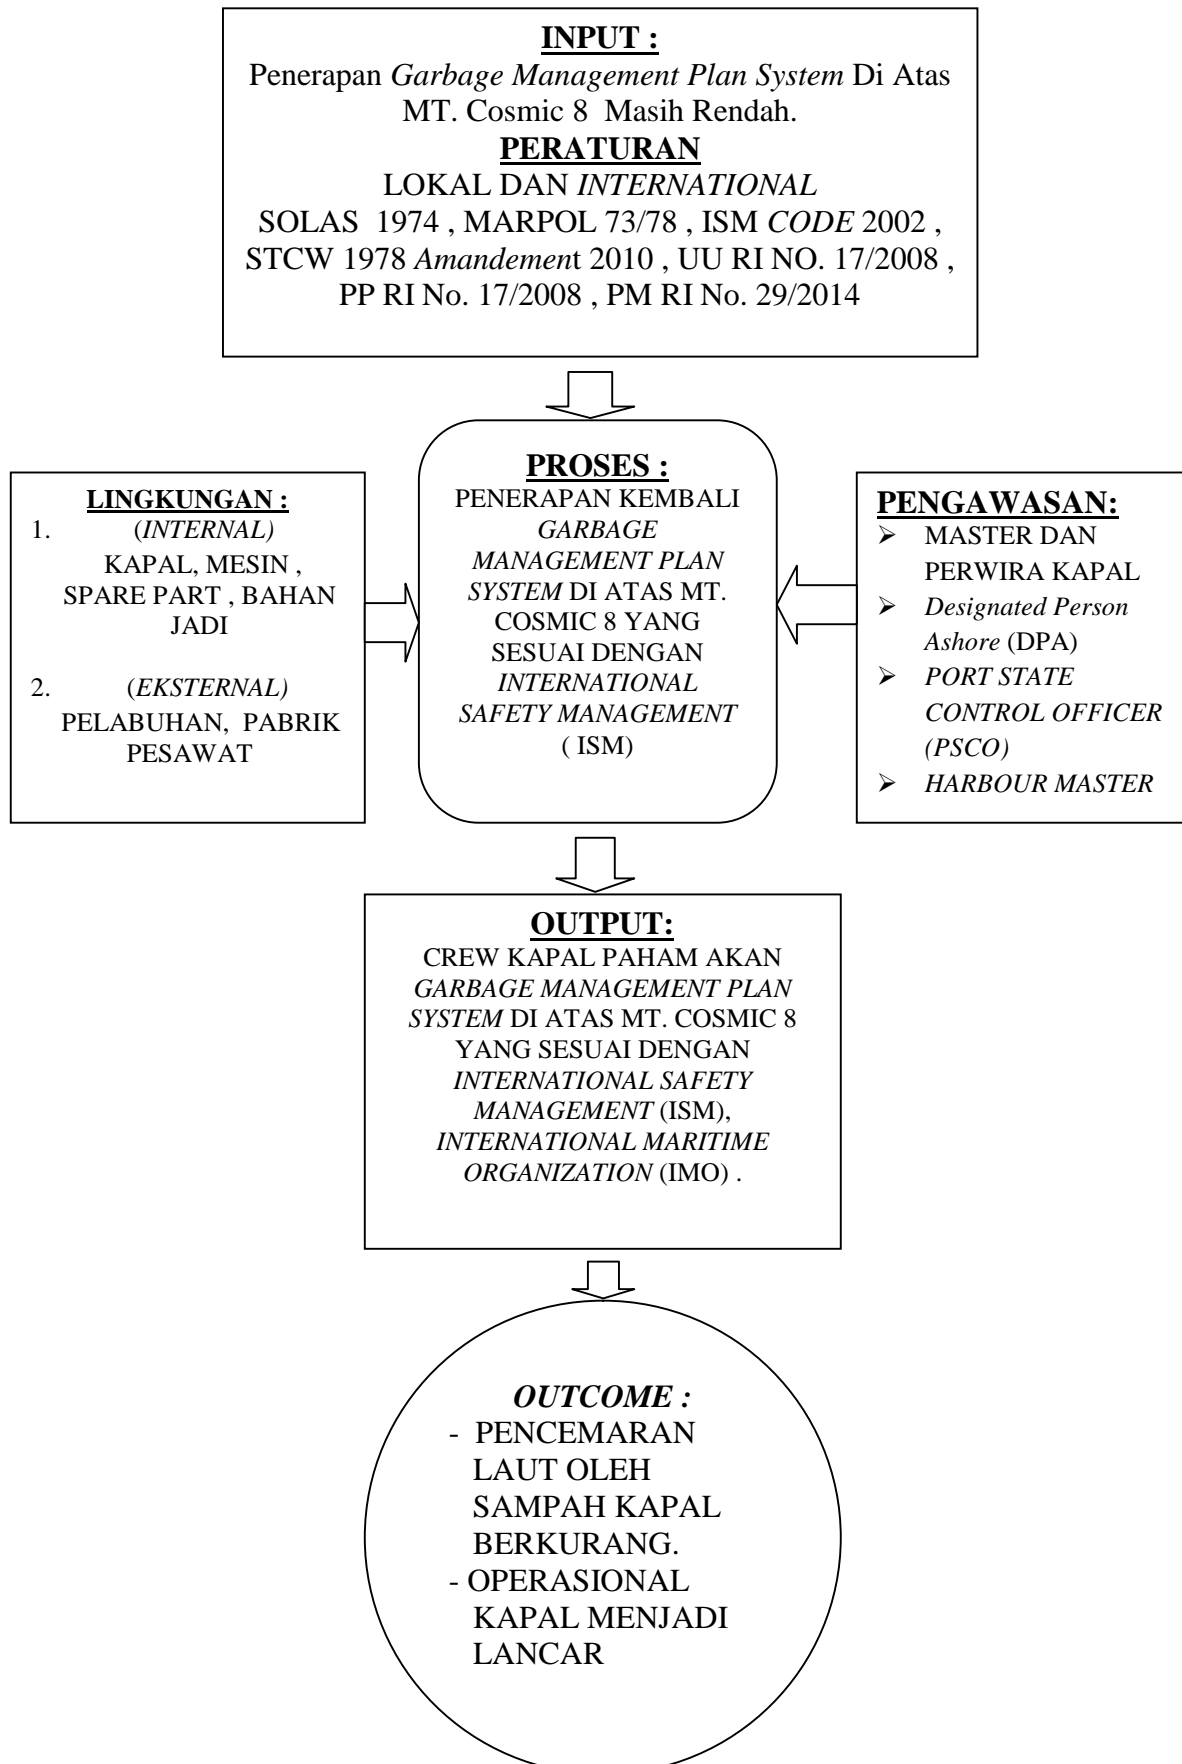 INPUT :
Penerapan Garbage Management Plan System Di Atas
MT. Cosmic 8 Masih Rendah.
PERATURAN
LOKAL DAN INTERNATIONAL
SOLAS 1974 , MARPOL 73/78 , ISM CODE 2002 ,
STCW 1978 Amandement 2010 , UU RI NO. 17/2008 ,
PP RI No. 17/2008 , PM RI No. 29/2014
LINGKUNGAN :
1. (INTERNAL)
KAPAL, MESIN ,
SPARE PART , BAHAN
JADI
2. (EKSTERNAL)
PELABUHAN, PABRIK
PESAWAT
PROSES :
PENERAPAN KEMBALI
GARBAGE
MANAGEMENT PLAN
SYSTEM DI ATAS MT.
COSMIC 8 YANG
SESUAI DENGAN
INTERNATIONAL
SAFETY MANAGEMENT
( ISM)
PENGAWASAN:
➢ MASTER DAN
PERWIRA KAPAL
➢ Designated Person
Ashore (DPA)
➢ PORT STATE
CONTROL OFFICER
(PSCO)
➢ HARBOUR MASTER
OUTPUT:
CREW KAPAL PAHAM AKAN
GARBAGE MANAGEMENT PLAN
SYSTEM DI ATAS MT. COSMIC 8
YANG SESUAI DENGAN
INTERNATIONAL SAFETY
MANAGEMENT (ISM),
INTERNATIONAL MARITIME
ORGANIZATION (IMO) .
OUTCOME :
- PENCEMARAN
LAUT OLEH
SAMPAH KAPAL
BERKURANG.
- OPERASIONAL
KAPAL MENJADI
LANCAR